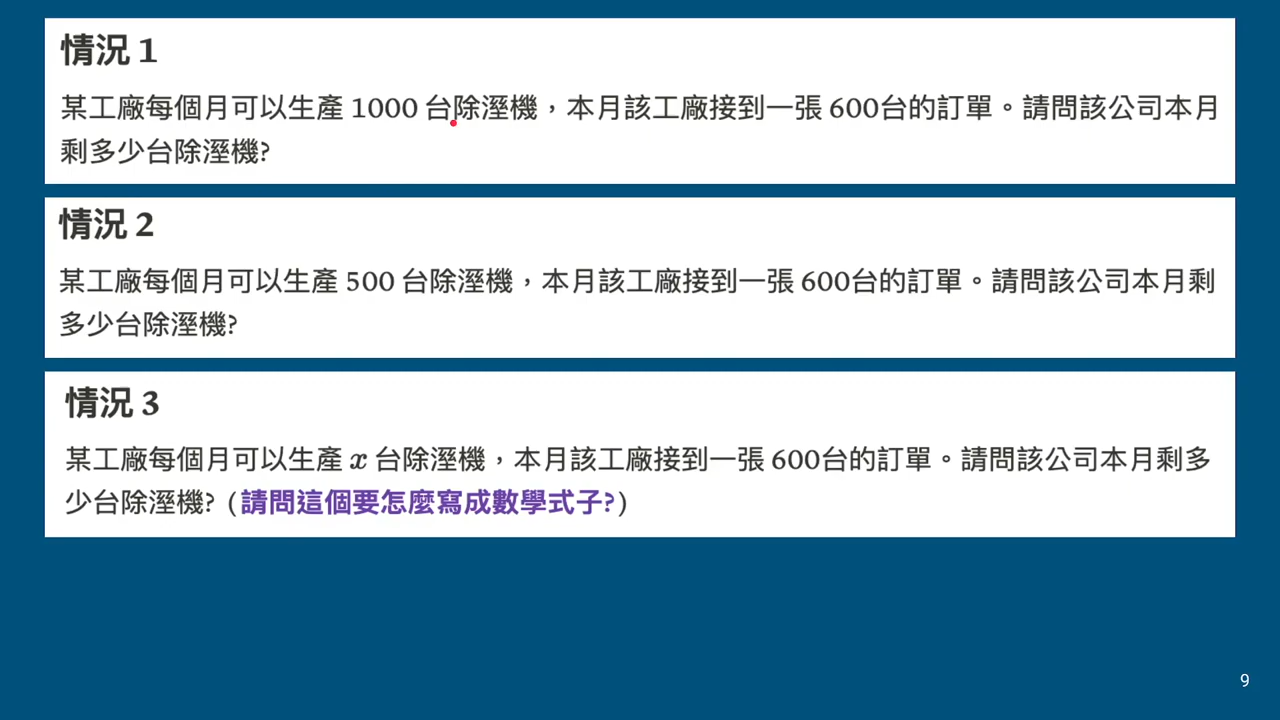 情況 1
某工廠每個月可以生產 1000 台除溼機，本月該工廠接到一張 600台的訂單。請問該公司本月
剩多少台除溼機?
情況 2
某工廠每個月可以生產 500 台除溼機，本月該工廠接到一張 600台的訂單。請問該公司本月剩
多少台除溼機?
情況 3
某工廠每個月可以生產 x 台除溼機，本月該工廠接到一張 600台的訂單。請問該公司本月剩多
少台除溼機? (請問這個要怎麼寫成數學式子?)
9